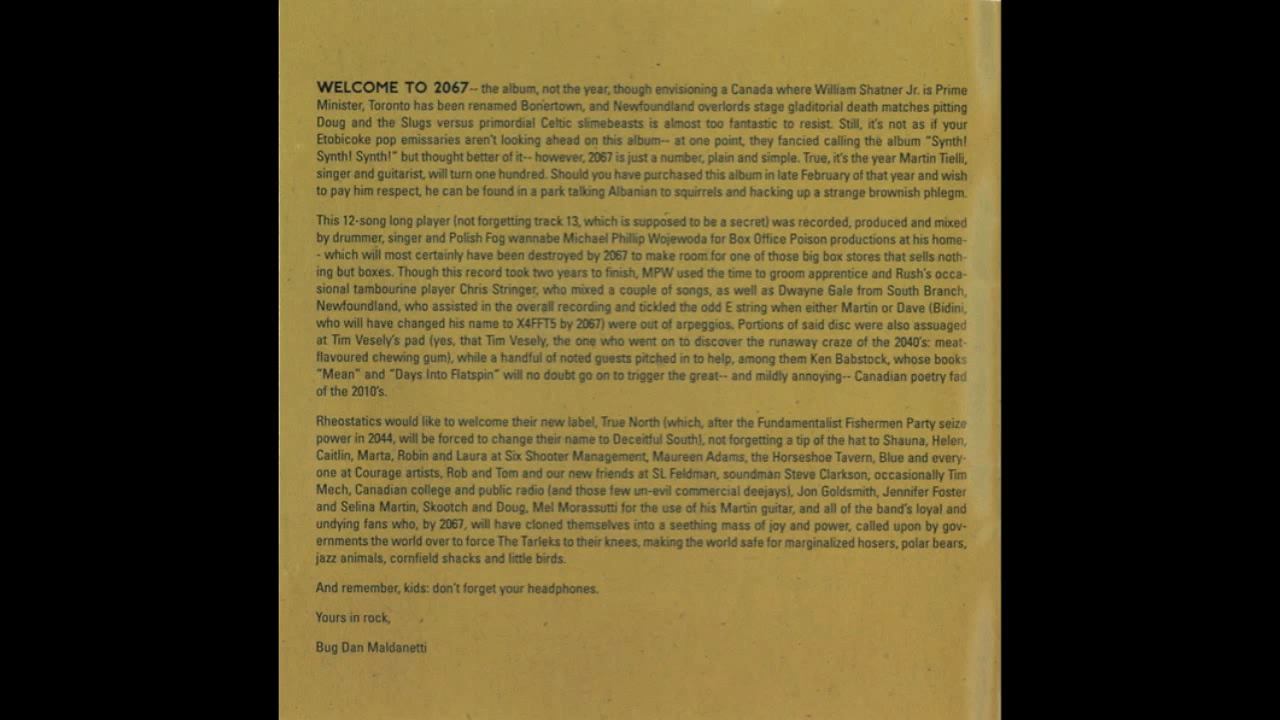 WELCOME TO 2067-- the album, not the year, though envisioning a Canada where William Shatner Jr. is Prime
Minister, Toronto has been renamed Bonertown, and Newfoundland overlords stage gladitorial death matches pitting
Doug and the Slugs versus primordial Celtic slimebeasts is almost too fantastic to resist. Still, it's not as if your
Etobicoke pop emissaries aren't looking ahead on this album-- at one point, they fancied calling the album "Synth!
Synth! Synth!" but thought better of it-- however, 2067 is just a number, plain and simple. True, it's the year Martin Tielli,
singer and guitarist, will turn one hundred. Should you have purchased this album in late February of that year and wish
to pay him respect, he can be found in a park talking Albanian to squirrels and hacking up a strange brownish phlegm.
This 12-song long player (not forgetting track 13, which is supposed to be a secret) was recorded, produced and mixed
by drummer, singer and Polish Fog wannabe Michael Phillip Wojewoda for Box Office Poison productions at his home-
- which will most certainly have been destroyed by 2067 to make room for one of those big box stores that sells noth-
ing but boxes. Though this record took two years to finish, MPW used the time to groom apprentice and Rush's occa-
sional tambourine player Chris Stringer, who mixed a couple of songs, as well as Dwayne Gale from South Branch,
Newfoundland, who assisted in the overall recording and tickled the odd E string when either Martin or Dave (Bidini,
who will have changed his name to X4FFT5 by 2067) were out of arpeggios. Portions of said disc were also assuaged
at Tim Vesely's pad (yes, that Tim Vesely, the one who went on to discover the runaway craze of the 2040's: meat-
flavoured chewing gum), while a handful of noted guests pitched in to help, among them Ken Babstock, whose books
"Mean" and "Days Into Flatspin" will no doubt go on to trigger the great-- and mildly annoying-- Canadian poetry fad
of the 2010's.
Rheostatics would like to welcome their new label, True North (which, after the Fundamentalist Fishermen Party seize
power in 2044, will be forced to change their name to Deceitful South), not forgetting a tip of the hat to Shauna, Helen,
Caitlin, Marta, Robin and Laura at Six Shooter Management, Maureen Adams, the Horseshoe Tavern, Blue and every-
one at Courage artists, Rob and Tom and our new friends at SL Feldman, soundman Steve Clarkson, occasionally Tim
Mech, Canadian college and public radio (and those few un-evil commercial deejays), Jon Goldsmith, Jennifer Foster
and Selina Martin, Skootch and Doug, Mel Morassutti for the use of his Martin guitar, and all of the band's loyal and
undying fans who, by 2067, will have cloned themselves into a seething mass of joy and power, called upon by gov-
ernments the world over to force The Tarleks to their knees, making the world safe for marginalized hosers, polar bears,
jazz animals, cornfield shacks and little birds.
And remember, kids: don't forget your headphones.
Yours in rock,
Bug Dan Maldanetti